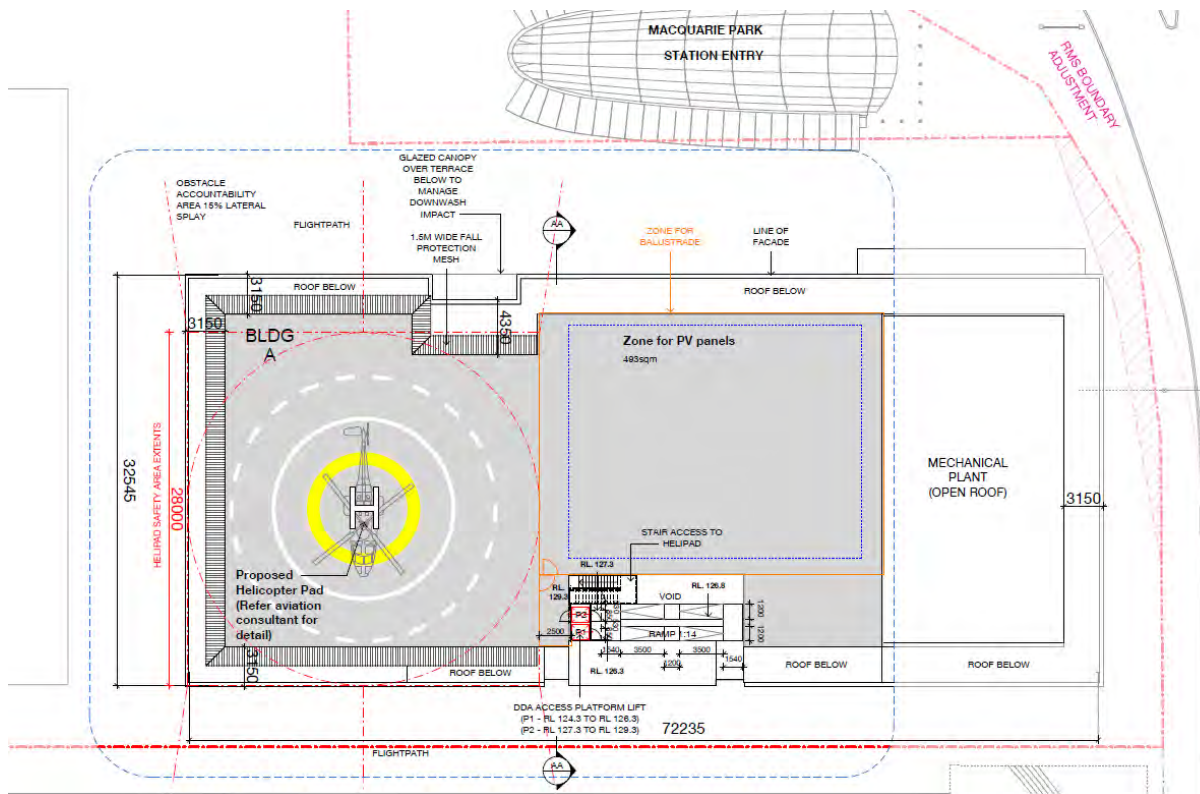 MACQUARIE PARK
STATION ENTRY
RMS BOUNDARY
ADJUSTMENT
GLAZED CANOPY
OVER TERRACE
BELOW TO
MANAGE
DOWNWASH
IMPACT
OBSTACLE
ACCOUNTABILITY
AREA 15% LATERAL
SPLAY
FLIGHTPATH
1.5M WIDE FALL
PROTECTION
MESH
AA
ZONE FOR
BALUSTRADE
LINE OF
FACADE
ROOF BELOW
ROOF BELOW
3150
3150
4350
BLDG
A
Zone for PV panels
493sqm
32545
HELIPAD SAFETY AREA EXTENTS
28000
MECHANICAL
PLANT
(OPEN ROOF)
3150
STAIR ACCESS TO
HELIPAD
Proposed
Helicopter Pad
(Refer aviation
consultant for
detail)
RL. 127.3
RL.
129.3
VOID
RL. 126.8
P2
P1
RAMP 1:14
1200
1200
2500
1540
3500
1200
3500
1540
3150
ROOF BELOW
RL. 126.3
ROOF BELOW
ROOF BELOW
DDA ACCESS PLATFORM LIFT
(P1 - RL 124.3 TO RL 126.3)
(P2 - RL 127.3 TO RL 129.3)
72235
FLIGHTPATH
AA